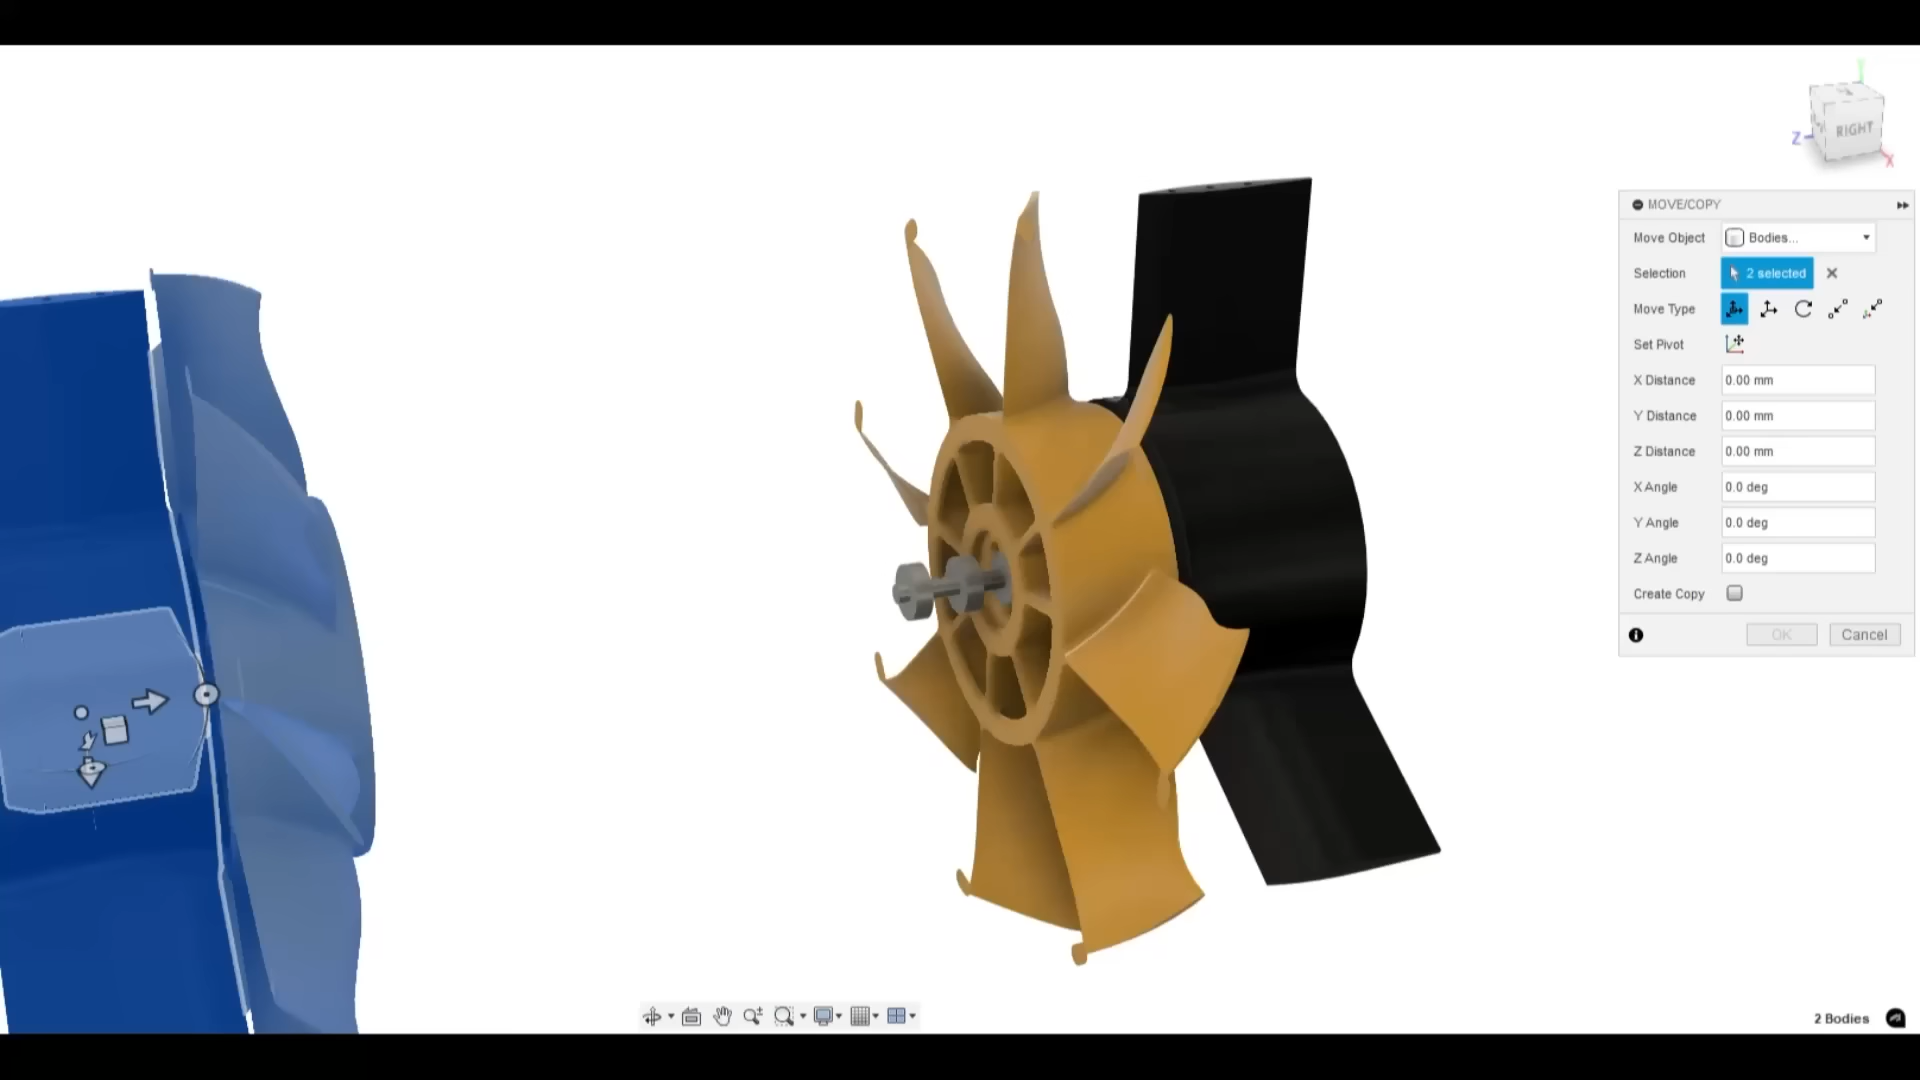 Y
Z
RIGHT
X
MOVE/COPY
Move Object Bodies...
Selection 2 selected
Move Type
Set Pivot
X Distance 0.00 mm
Y Distance 0.00 mm
Z Distance 0.00 mm
X Angle 0.0 deg
Y Angle 0.0 deg
Z Angle 0.0 deg
Create Copy
OK Cancel
2 Bodies